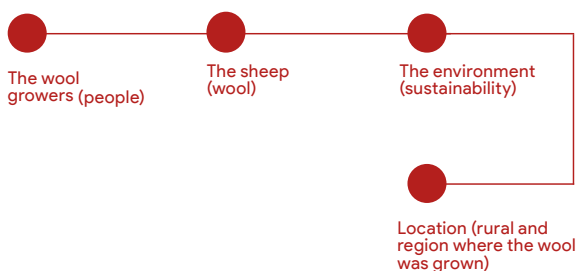 The wool
growers (people)
The sheep
(wool)
The environment
(sustainability)
Location (rural and
region where the wool
was grown)